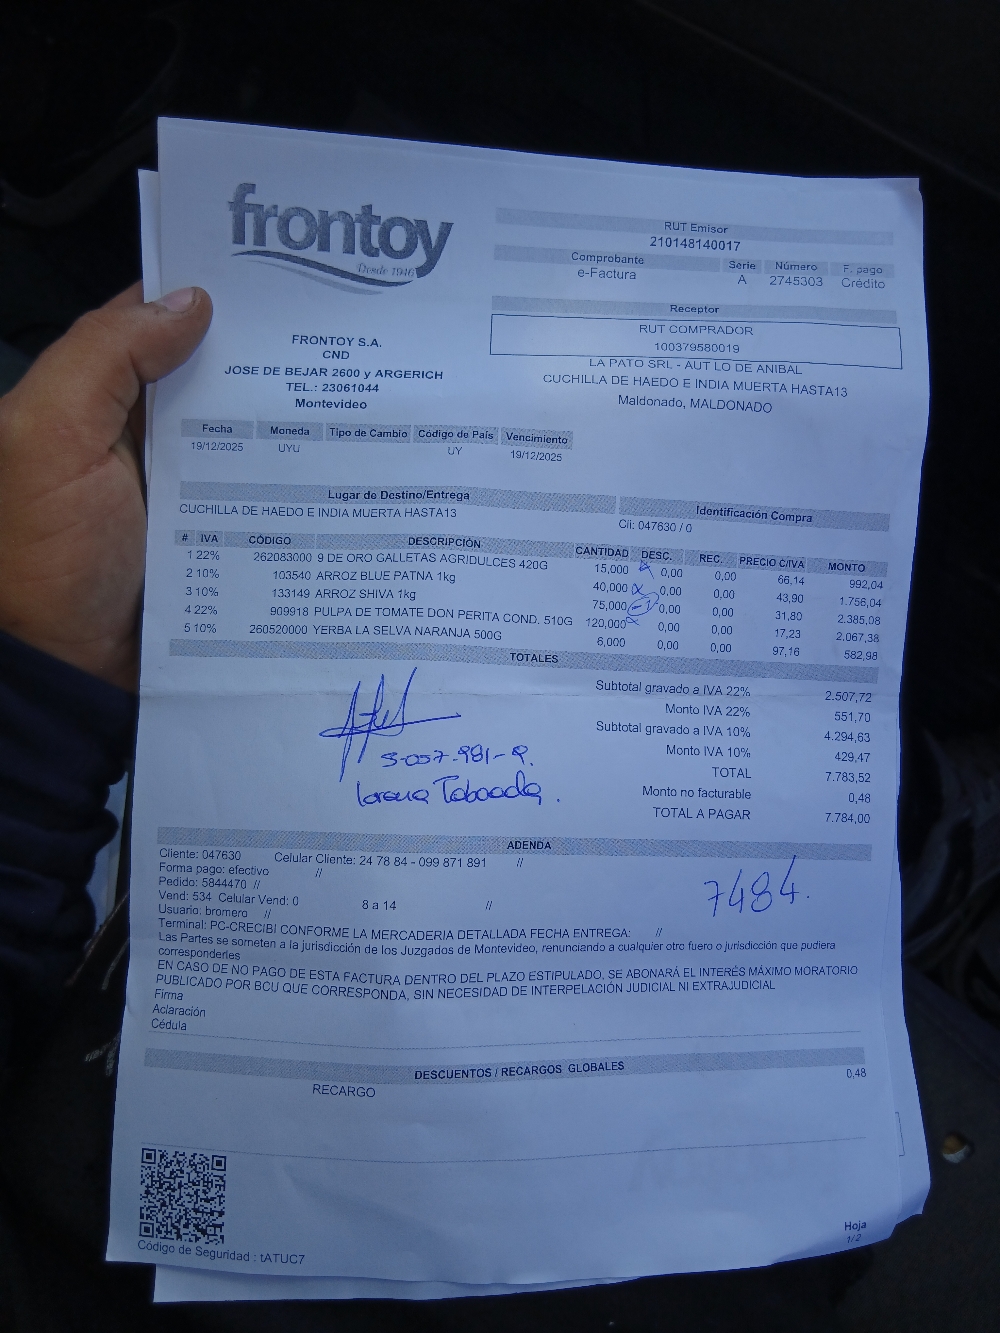 frontoy
Desde 1946
RUT Emisor
210148140017
Comprobante Serie Número F. pago
e-Factura A 2745303 Crédito
Receptor
RUT COMPRADOR
100379580019
LA PATO SRL - AUT LO DE ANIBAL
CUCHILLA DE HAEDO E INDIA MUERTA HASTA13
Maldonado, MALDONADO
FRONTOY S.A.
CND
JOSE DE BEJAR 2600 y ARGERICH
TEL.: 23061044
Montevideo
Fecha Moneda Tipo de Cambio Código de País Vencimiento
19/12/2025 UYU UY 19/12/2025
Lugar de Destino/Entrega Identificación Compra
CUCHILLA DE HAEDO E INDIA MUERTA HASTA13 Cli: 047630 / 0
# IVA CÓDIGO DESCRIPCIÓN CANTIDAD DESC. REC. PRECIO C/IVA MONTO
1 22% 262083000 9 DE ORO GALLETAS AGRIDULCES 420G 15,000 0,00 0,00 66,14 992,04
2 10% 103540 ARROZ BLUE PATNA 1kg 40,000 0,00 0,00 43,90 1.756,04
3 10% 133149 ARROZ SHIVA 1kg 75,000 -1 0,00 0,00 31,80 2.385,08
4 22% 909918 PULPA DE TOMATE DON PERITA COND. 510G 120,000 0,00 0,00 17,23 2.067,38
5 10% 260520000 YERBA LA SELVA NARANJA 500G 6,000 0,00 0,00 97,16 582,98
TOTALES
Subtotal gravado a IVA 22% 2.507,72
Monto IVA 22% 551,70
Subtotal gravado a IVA 10% 4.294,63
Monto IVA 10% 429,47
TOTAL 7.783,52
Monto no facturable 0,48
TOTAL A PAGAR 7.784,00
Lorena Taboada.
ADENDA
Cliente: 047630 Celular Cliente: 24 78 84 - 099 871 891 //
Forma pago: efectivo //
Pedido: 5844470 //
Vend: 534 Celular Vend: 0 8 a 14 //
Usuario: bromero //
7484.
Terminal: PC-CRECIBI CONFORME LA MERCADERIA DETALLADA FECHA ENTREGA: //
Las Partes se someten a la jurisdicción de los Juzgados de Montevideo, renunciando a cualquier otro fuero o jurisdicción que pudiera
corresponderles
EN CASO DE NO PAGO DE ESTA FACTURA DENTRO DEL PLAZO ESTIPULADO, SE ABONARÁ EL INTERÉS MÁXIMO MORATORIO
PUBLICADO POR BCU QUE CORRESPONDA, SIN NECESIDAD DE INTERPELACIÓN JUDICIAL NI EXTRAJUDICIAL
Firma
Aclaración
Cédula
DESCUENTOS / RECARGOS GLOBALES
RECARGO 0,48
Código de Seguridad : tATUC7
Hoja
1/2